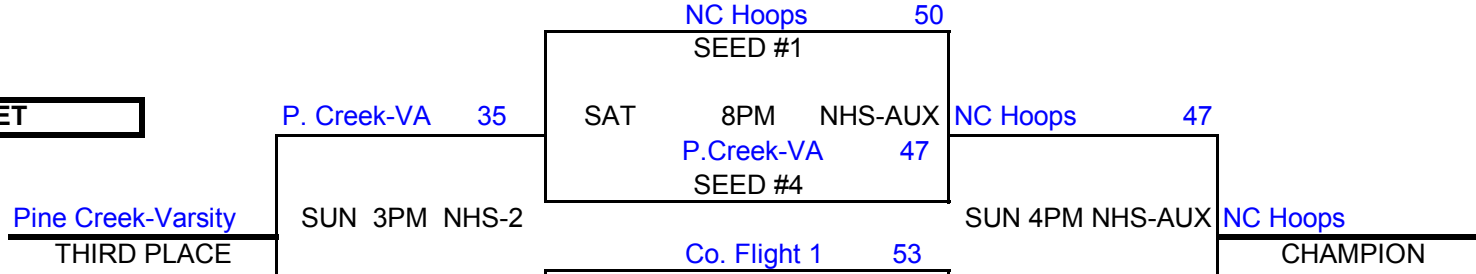 NC Hoops 50
SEED #1
ET P. Creek-VA 35 SAT 8PM NHS-AUX NC Hoops 47
P.Creek-VA 47
SEED #4
Pine Creek-Varsity SUN 3PM NHS-2 SUN 4PM NHS-AUX NC Hoops
THIRD PLACE Co. Flight 1 53 CHAMPION